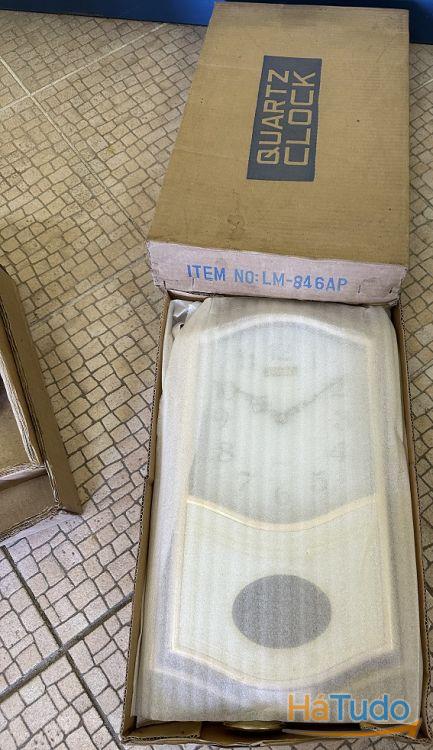 QUARTZ
CLOCK
ITEM NO:LM-846AP
HáTudo